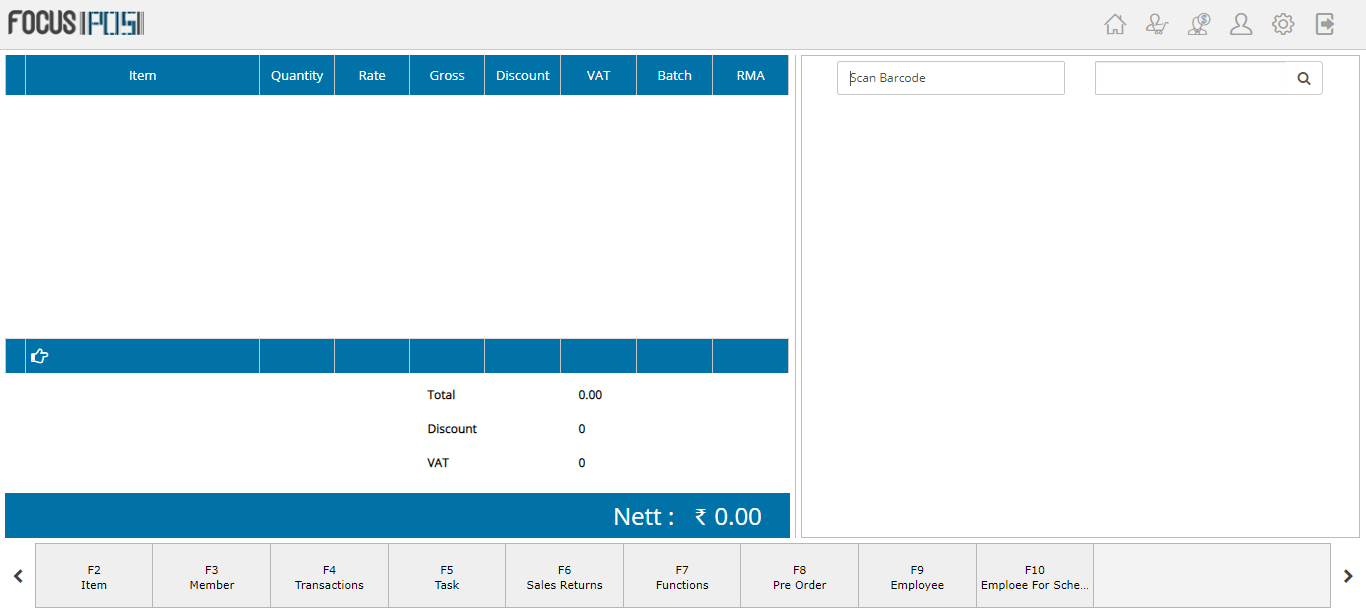 FOCUS POS
Item Quantity Rate Gross Discount VAT Batch RMA
Scan Barcode
Total 0.00
Discount 0
VAT 0
Nett : ₹ 0.00
F2 F3 F4 F5 F6 F7 F8 F9 F10
Item Member Transactions Task Sales Returns Functions Pre Order Employee Emploee For Sche...